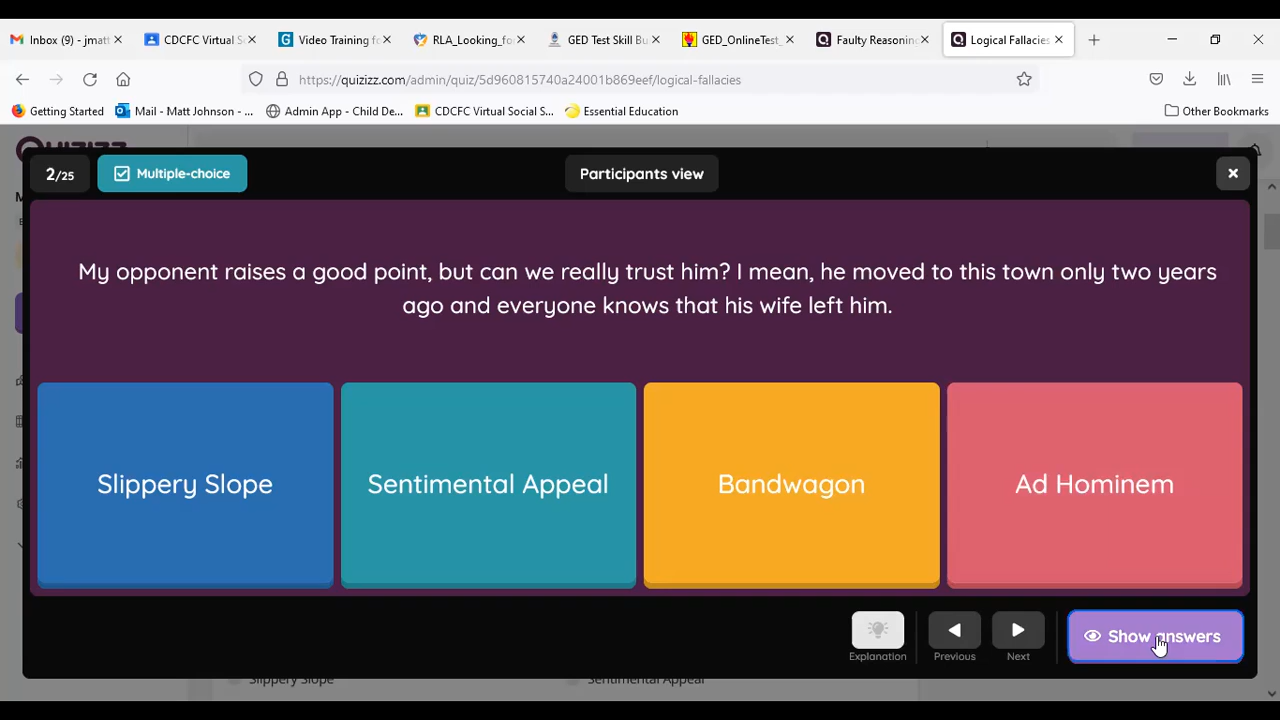 Inbox (9) - jmatt
CDCFC Virtual S
Video Training f
RLA_Looking_fo
GED Test Skill Bu
GED_OnlineTest_
Faulty Reasonin
Logical Fallacies
https://quizizz.com/admin/quiz/5d960815740a24001b869eef/logical-fallacies
Getting Started
Mail - Matt Johnson - ...
Admin App - Child De...
CDCFC Virtual Social S...
Essential Education
Other Bookmarks
2/25
Multiple-choice
Participants view
My opponent raises a good point, but can we really trust him? I mean, he moved to this town only two years
ago and everyone knows that his wife left him.
Slippery Slope
Sentimental Appeal
Bandwagon
Ad Hominem
Explanation
Previous
Next
Show answers
Slippery Slope
Sentimental Appeal